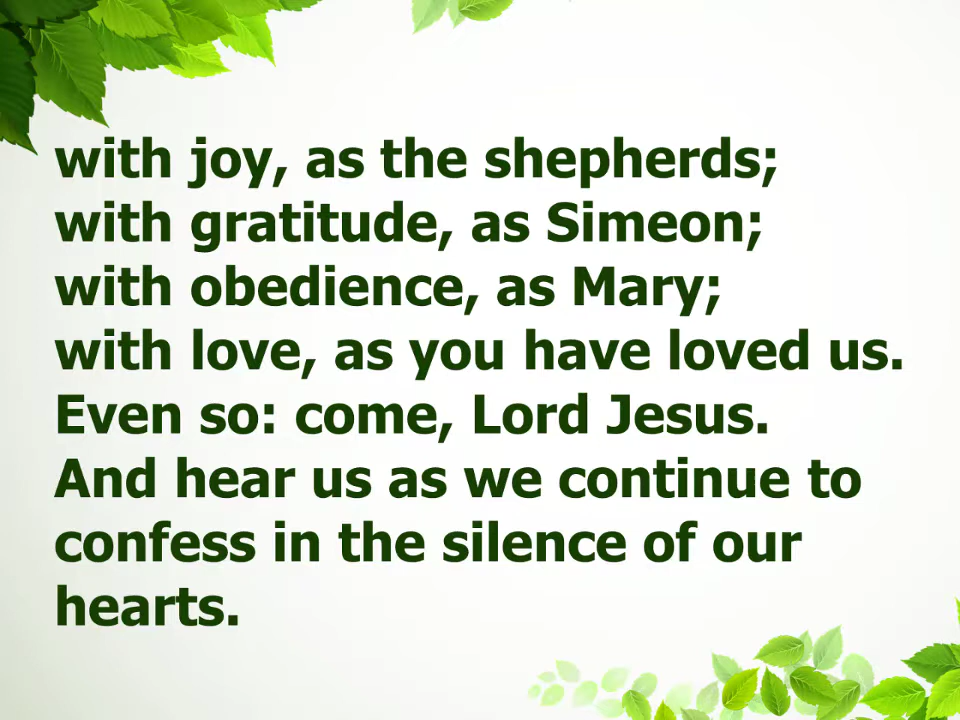 with joy, as the shepherds;
with gratitude, as Simeon;
with obedience, as Mary;
with love, as you have loved us.
Even so: come, Lord Jesus.
And hear us as we continue to
confess in the silence of our
hearts.